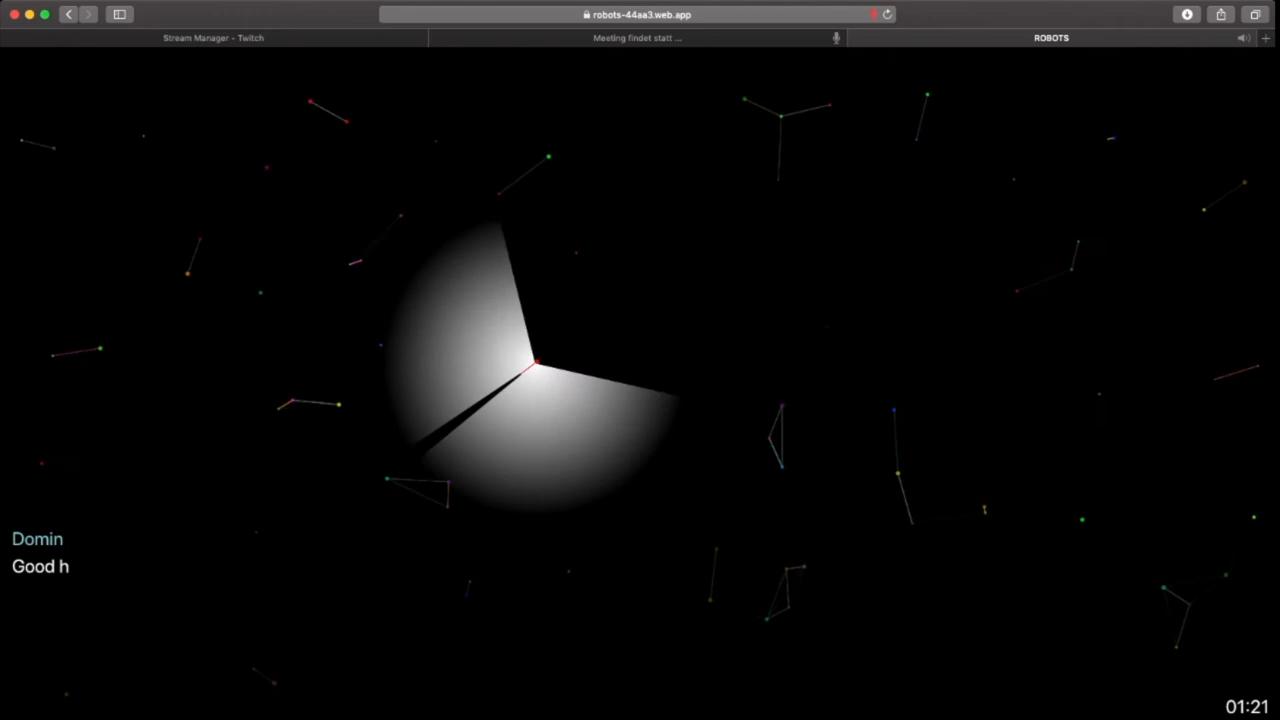 robots-44aa3.web.app
Stream Manager - Twitch
Meeting findet statt ...
ROBOTS
Domin
Good h
01:21